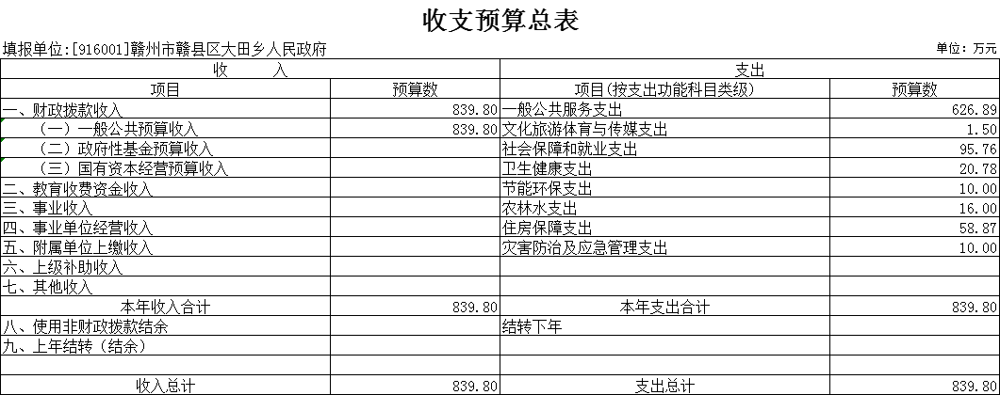 收支预算总表
填报单位:[916001]赣州市赣县区大田乡人民政府 单位：万元
收 入 支出
项目 预算数 项目(按支出功能科目类级) 预算数
一、财政拨款收入 839.80 一般公共服务支出 626.89
（一）一般公共预算收入 839.80 文化旅游体育与传媒支出 1.50
（二）政府性基金预算收入 社会保障和就业支出 95.76
（三）国有资本经营预算收入 卫生健康支出 20.78
二、教育收费资金收入 节能环保支出 10.00
三、事业收入 农林水支出 16.00
四、事业单位经营收入 住房保障支出 58.87
五、附属单位上缴收入 灾害防治及应急管理支出 10.00
六、上级补助收入
七、其他收入
本年收入合计 839.80 本年支出合计 839.80
八、使用非财政拨款结余 结转下年
九、上年结转（结余）
收入总计 839.80 支出总计 839.80